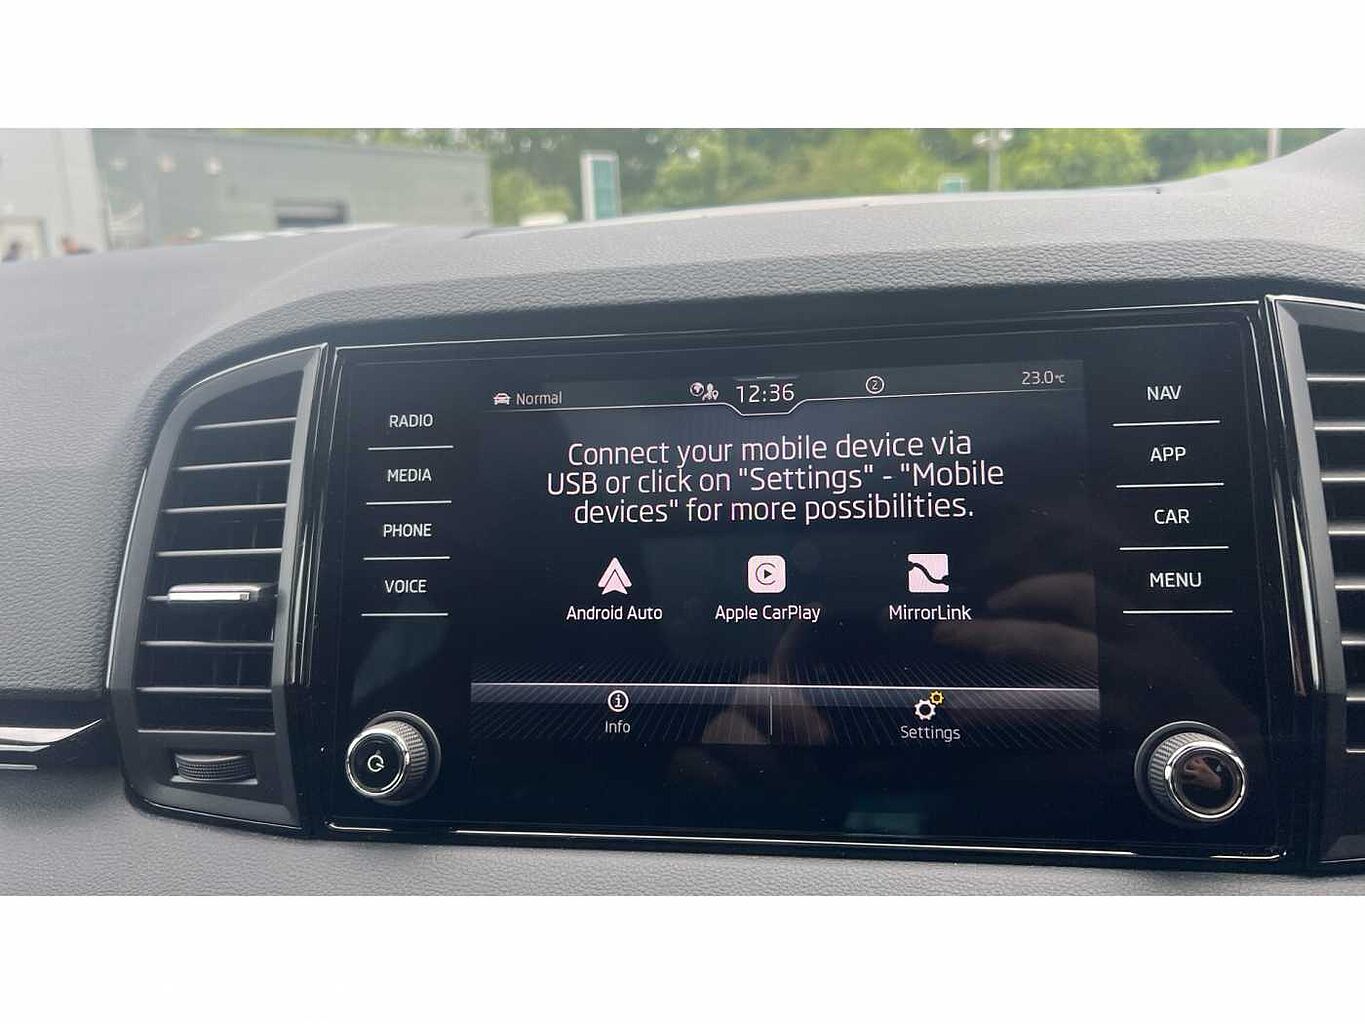 Normal
12:36
2
23.0°C
RADIO
MEDIA
PHONE
VOICE
Connect your mobile device via
USB or click on "Settings" - "Mobile
devices" for more possibilities.
Android Auto
Apple CarPlay
MirrorLink
Info
Settings
NAV
APP
CAR
MENU